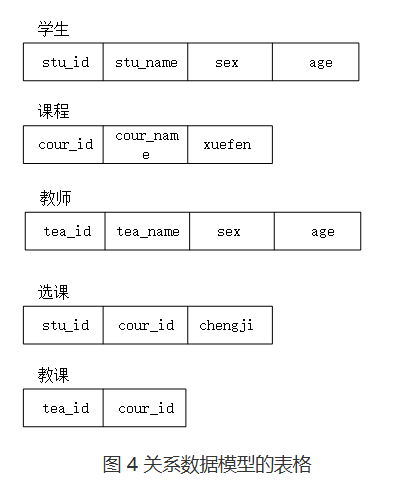 学生
stu_id stu_name sex age
课程
cour_id cour_nam
e xuefen
教师
tea_id tea_name sex age
选课
stu_id cour_id chengji
教课
tea_id cour_id
图 4 关系数据模型的表格